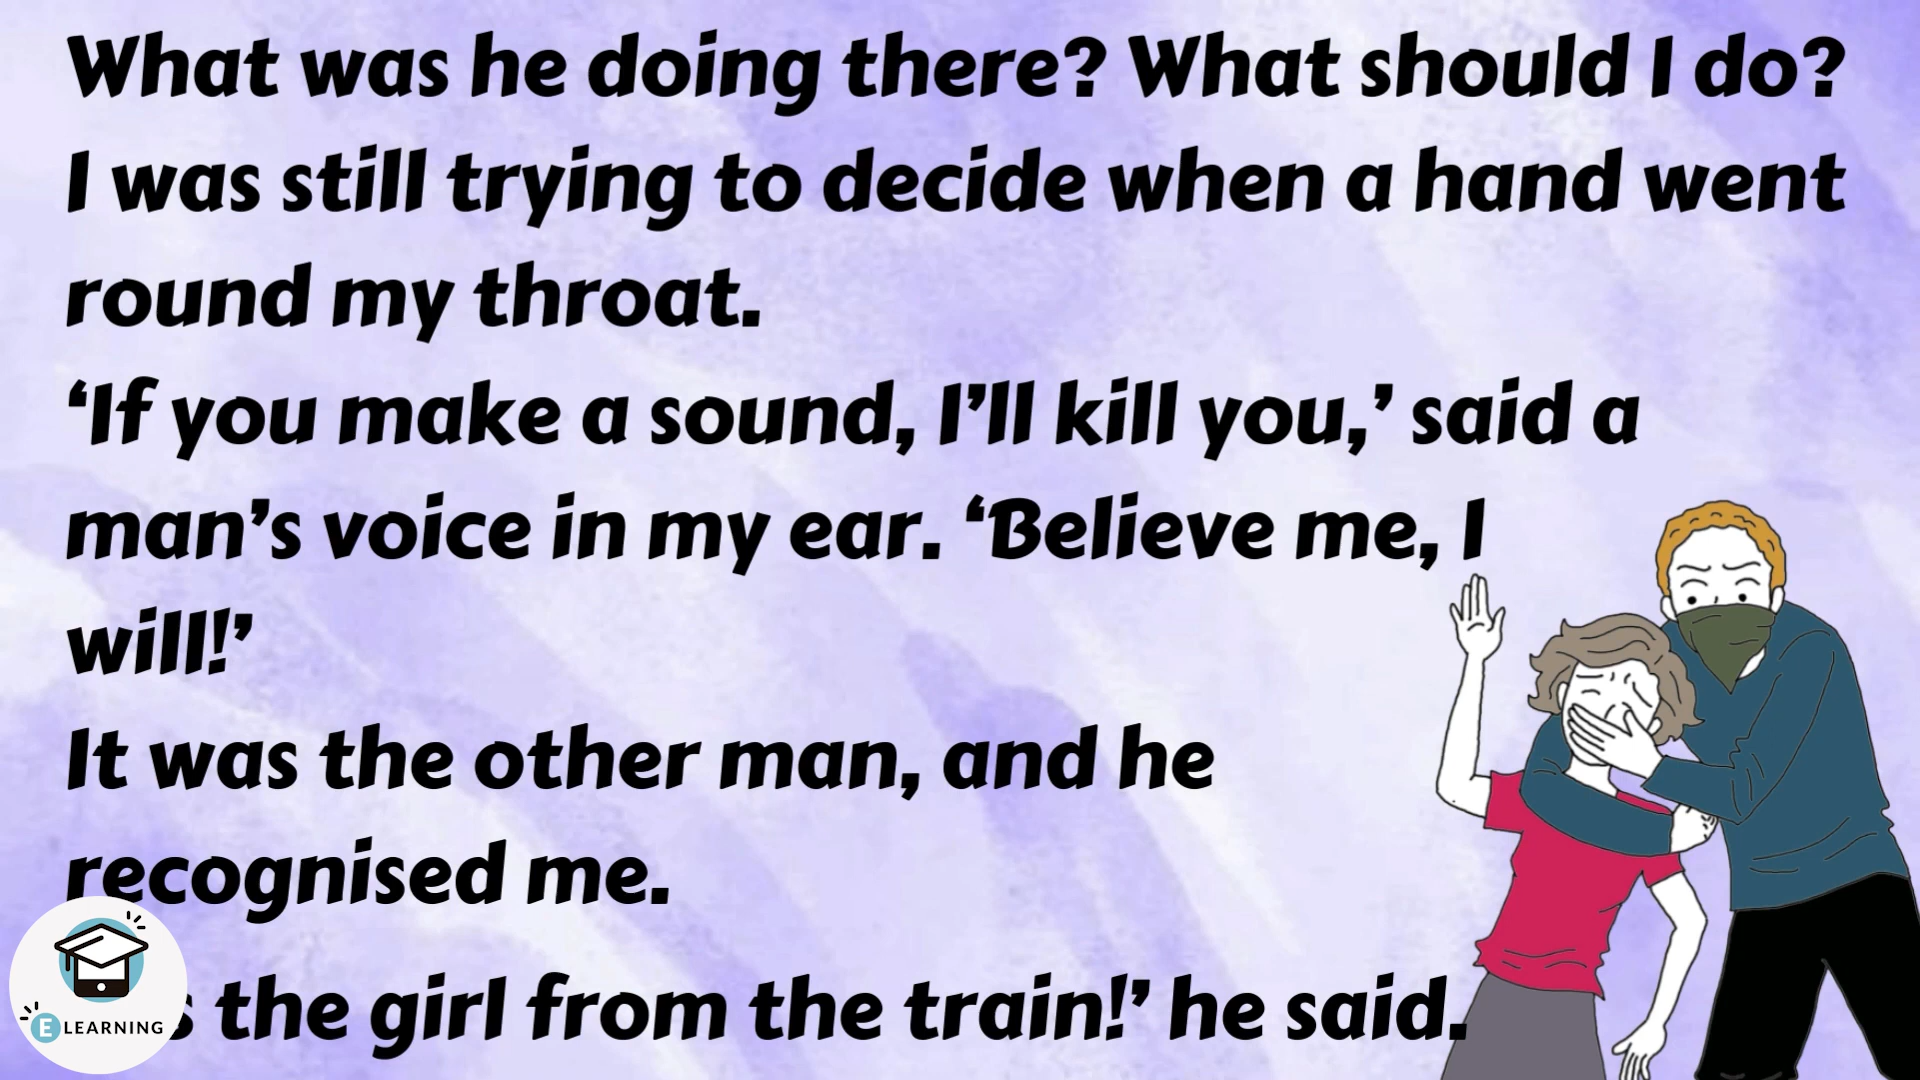 What was he doing there? What should I do?
I was still trying to decide when a hand went
round my throat.
‘If you make a sound, I’ll kill you,’ said a
man’s voice in my ear. ‘Believe me, I
will!’
It was the other man, and he
recognised me.
the girl from the train!’ he said.
E LEARNING